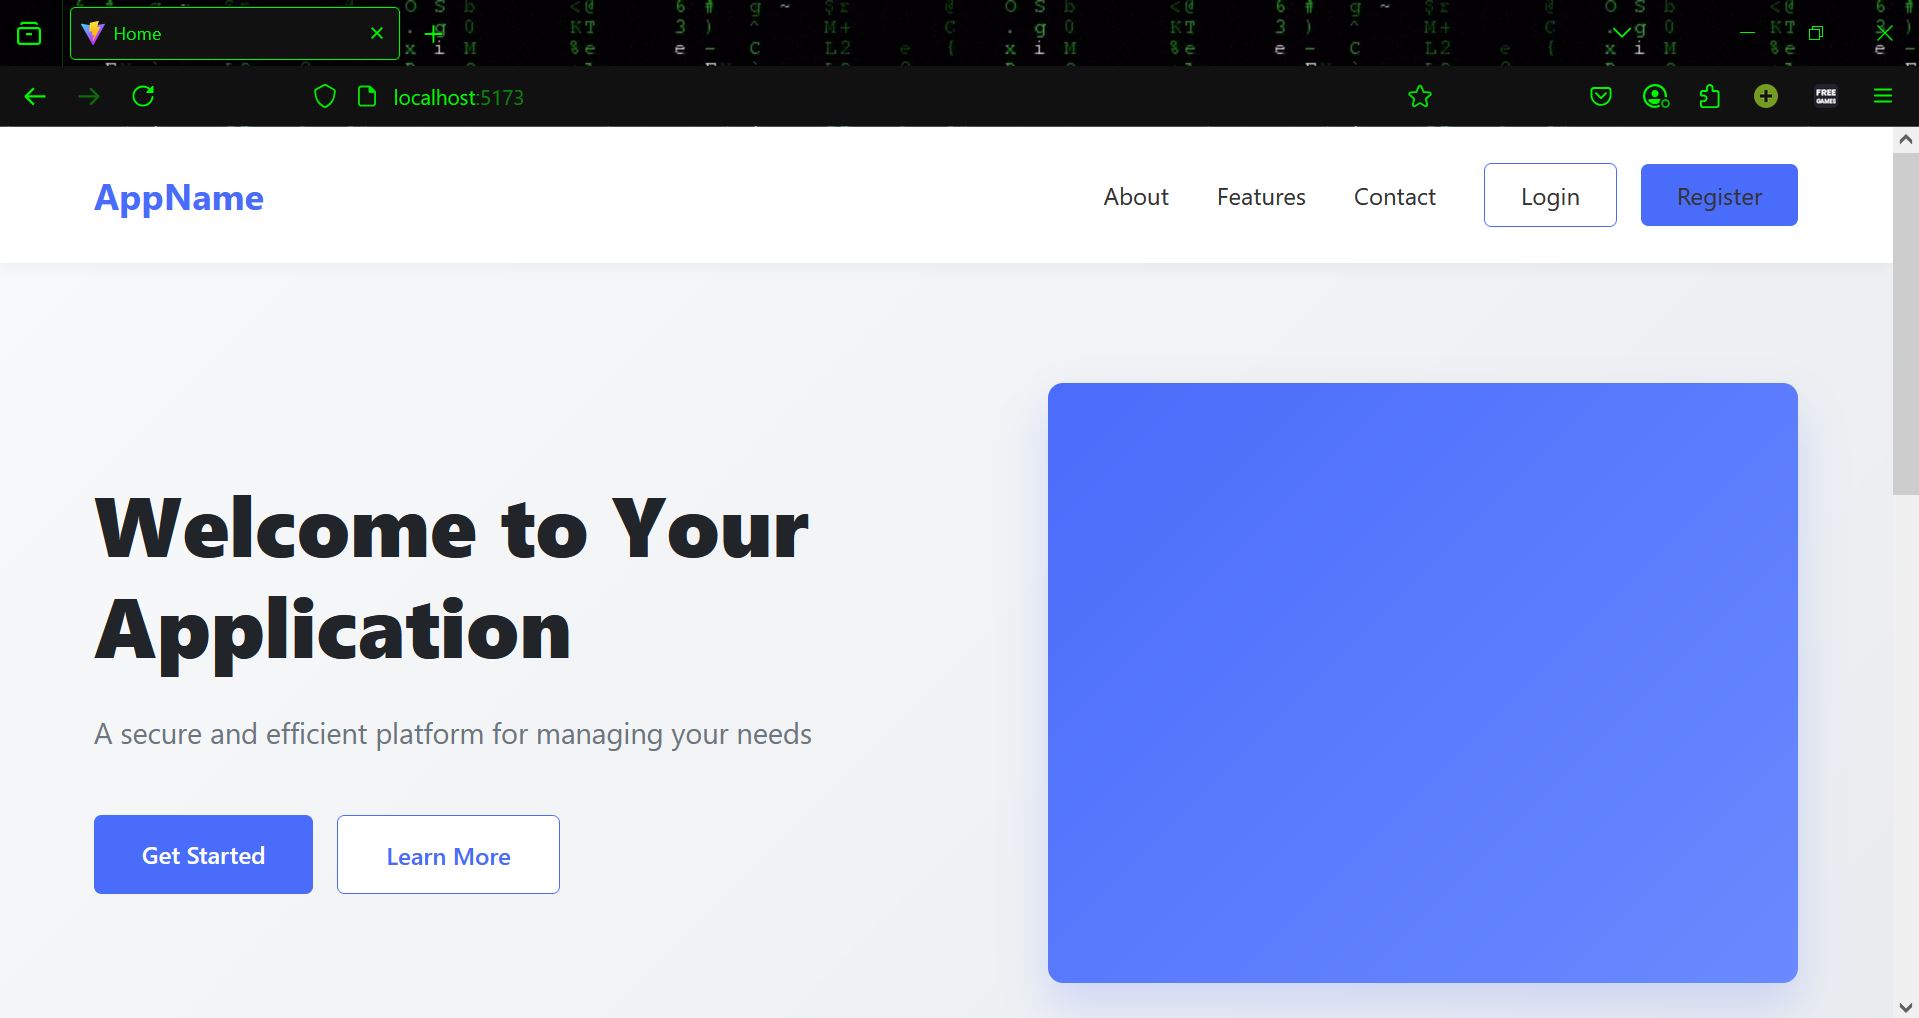 Home
localhost:5173
FREE
GAMES
AppName
About Features Contact Login Register
Welcome to Your
Application
A secure and efficient platform for managing your needs
Get Started Learn More